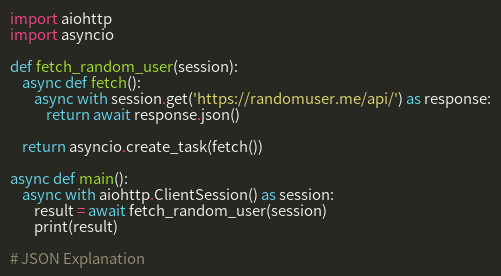 import aiohttp
import asyncio

def fetch_random_user(session):
    async def fetch():
        async with session.get('https://randomuser.me/api/') as response:
            return await response.json()

    return asyncio.create_task(fetch())

async def main():
    async with aiohttp.ClientSession() as session:
        result = await fetch_random_user(session)
        print(result)

# JSON Explanation